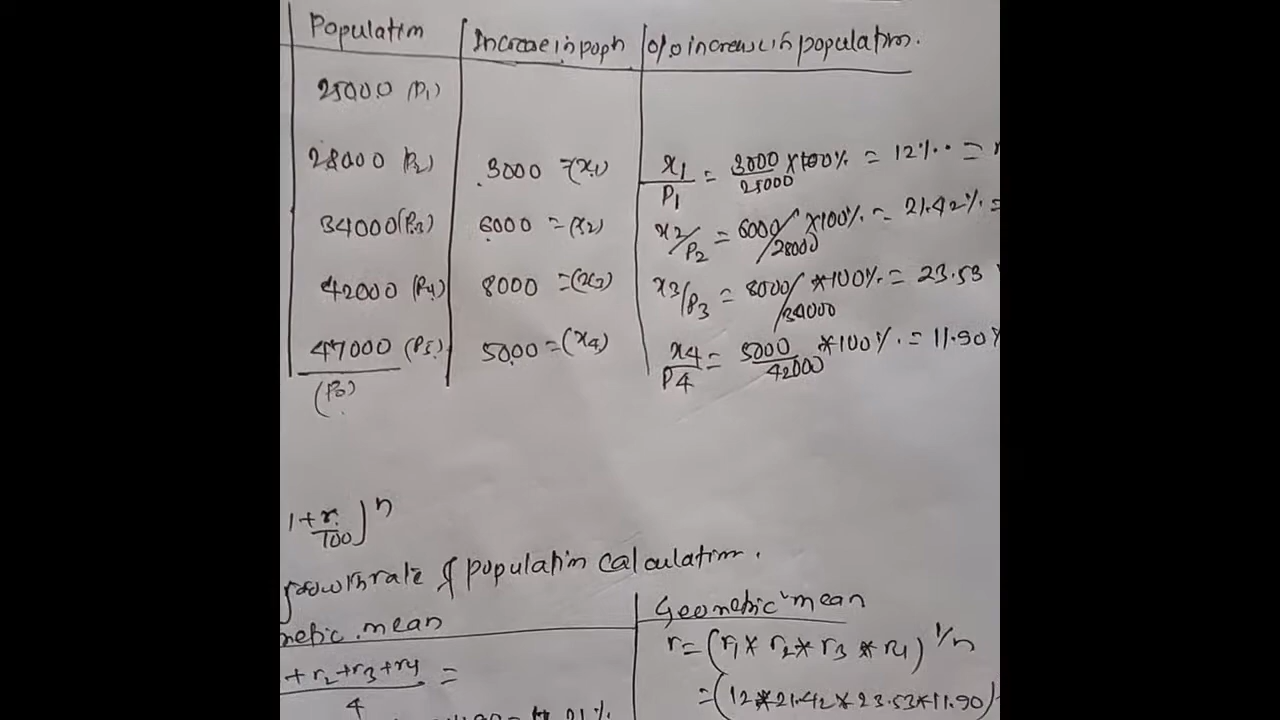 Population | Increase in popn | % increase in population.
25000 (P1)
28000 (P2) | 3000 = (x1) | x1/P1 = 3000/25000 *100% = 12% =
34000 (P3) | 6000 = (x2) | x2/P2 = 6000/28000 *100% = 21.42% =
42000 (P4) | 8000 = (x3) | x3/P3 = 8000/34000 *100% = 23.53
47000 (P5) | 5000 = (x4) | x4/P4 = 5000/42000 *100% = 11.90%
(P0)
1 + r/100)^n
growth rate of population calculation.
metic mean | Geometric mean
+ r2 + r3 + r4 / 4 = | r = (r1 * r2 * r3 * r4)^1/n
21% | = (12*21.42*23.53*11.90)